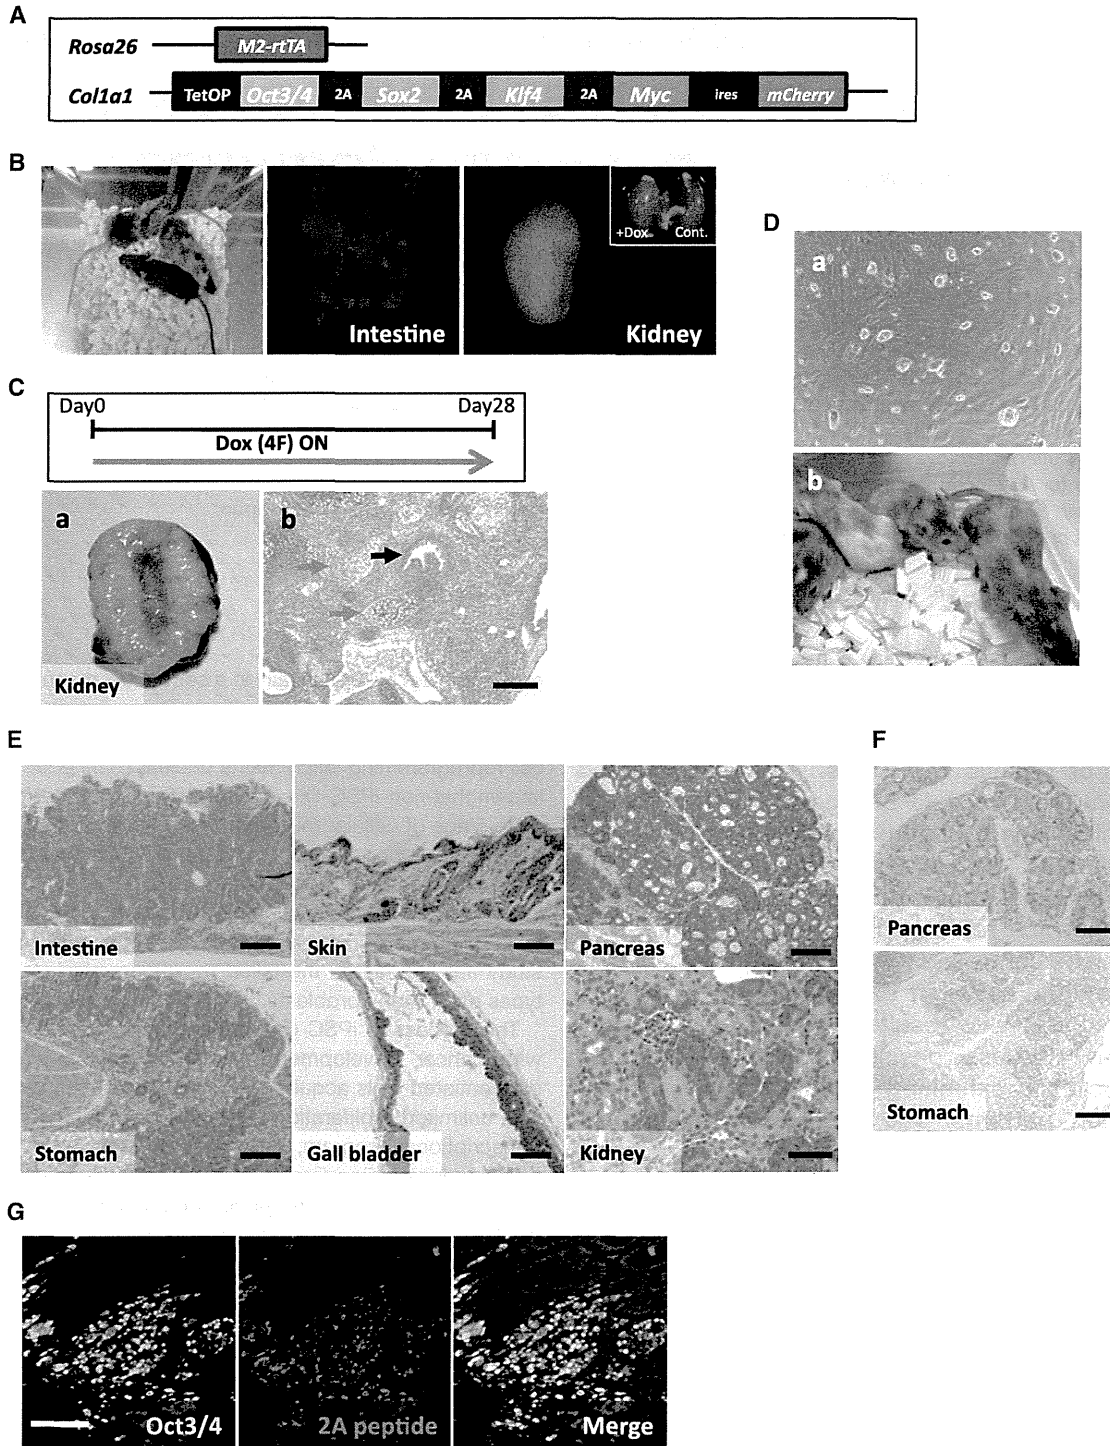 A
Rosa26 M2-rtTA
Col1a1 TetOP Oct3/4 2A Sox2 2A Klf4 2A Myc ires mCherry
B
Intestine
+Dox Cont.
Kidney
C
Day0 Day28
Dox (4F) ON
a
Kidney
b
D
a
b
E
Intestine
Skin
Pancreas
Stomach
Gall bladder
Kidney
F
Pancreas
Stomach
G
Oct3/4
2A peptide
Merge